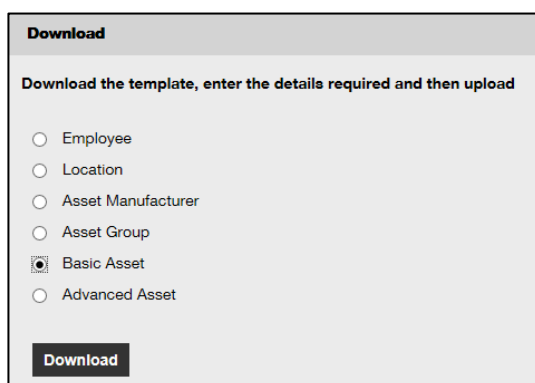 Download
Download the template, enter the details required and then upload
Employee
Location
Asset Manufacturer
Asset Group
Basic Asset
Advanced Asset
Download